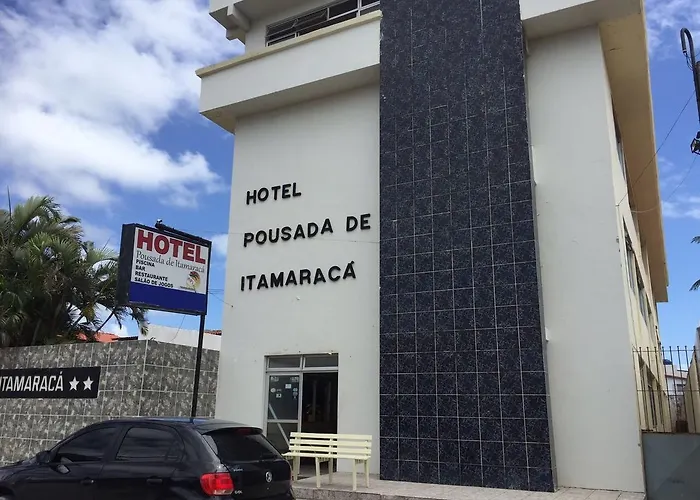 HOTEL
POUSADA DE
ITAMARACÁ
HOTEL
Pousada de Itamaracá
PISCINA
BAR
RESTAURANTE
SALÃO DE JOGOS
ITAMARACÁ ★★